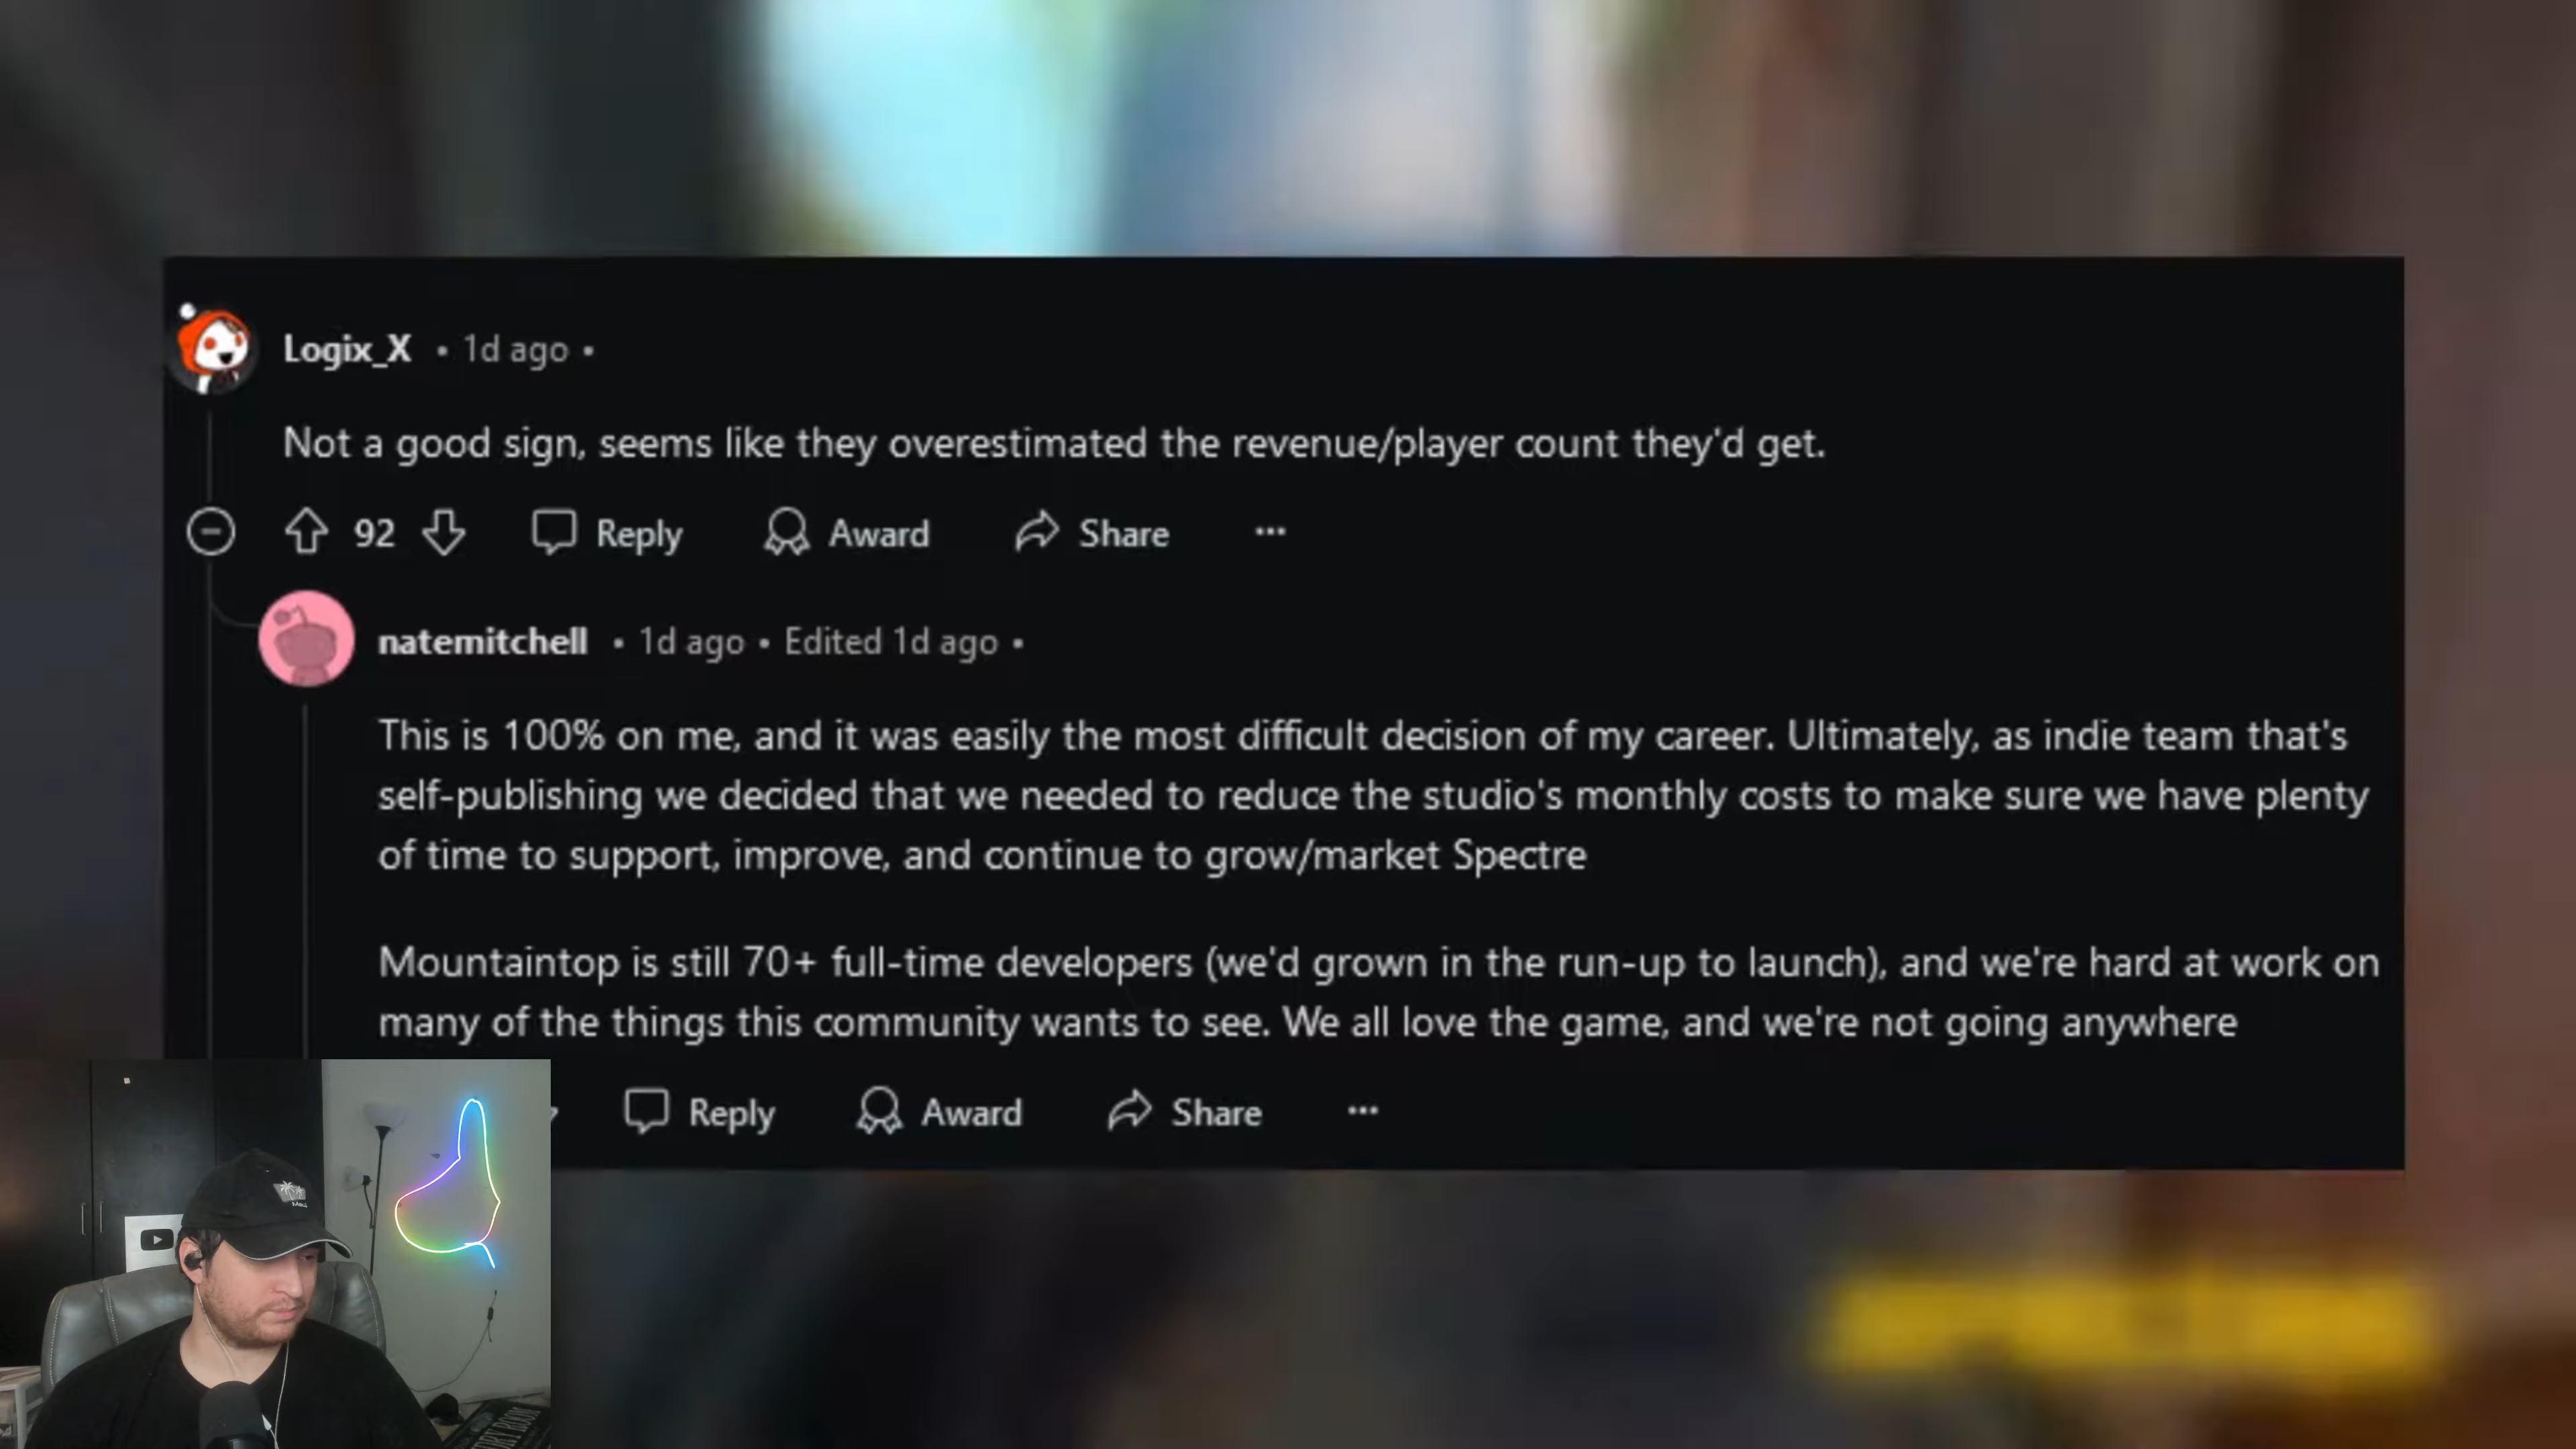 Logix_X • 1d ago •
Not a good sign, seems like they overestimated the revenue/player count they'd get.
92 Reply Award Share ...
natemitchell • 1d ago • Edited 1d ago •
This is 100% on me, and it was easily the most difficult decision of my career. Ultimately, as indie team that's
self-publishing we decided that we needed to reduce the studio's monthly costs to make sure we have plenty
of time to support, improve, and continue to grow/market Spectre
Mountaintop is still 70+ full-time developers (we'd grown in the run-up to launch), and we're hard at work on
many of the things this community wants to see. We all love the game, and we're not going anywhere
Reply Award Share ...